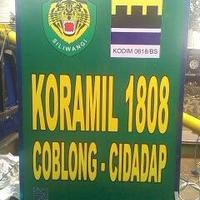 SILIWANGI
KODIM 0618/BS
KORAMIL 1808
COBLONG - CIDADAP